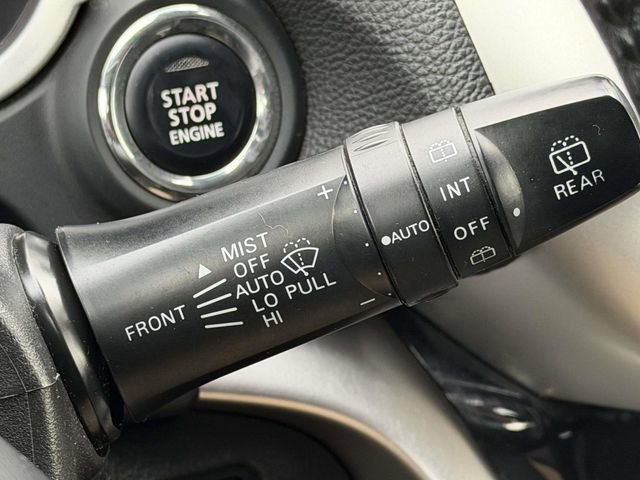 START
STOP
ENGINE
MIST
OFF
AUTO
LO PULL
HI
FRONT
+
−
AUTO
INT
OFF
REAR